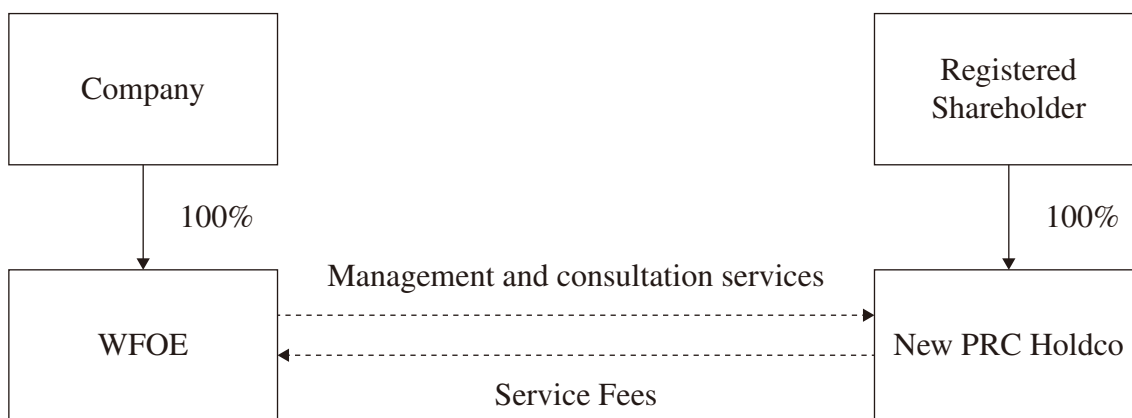 Company
Registered
Shareholder
100%
100%
Management and consultation services
WFOE
New PRC Holdco
Service Fees